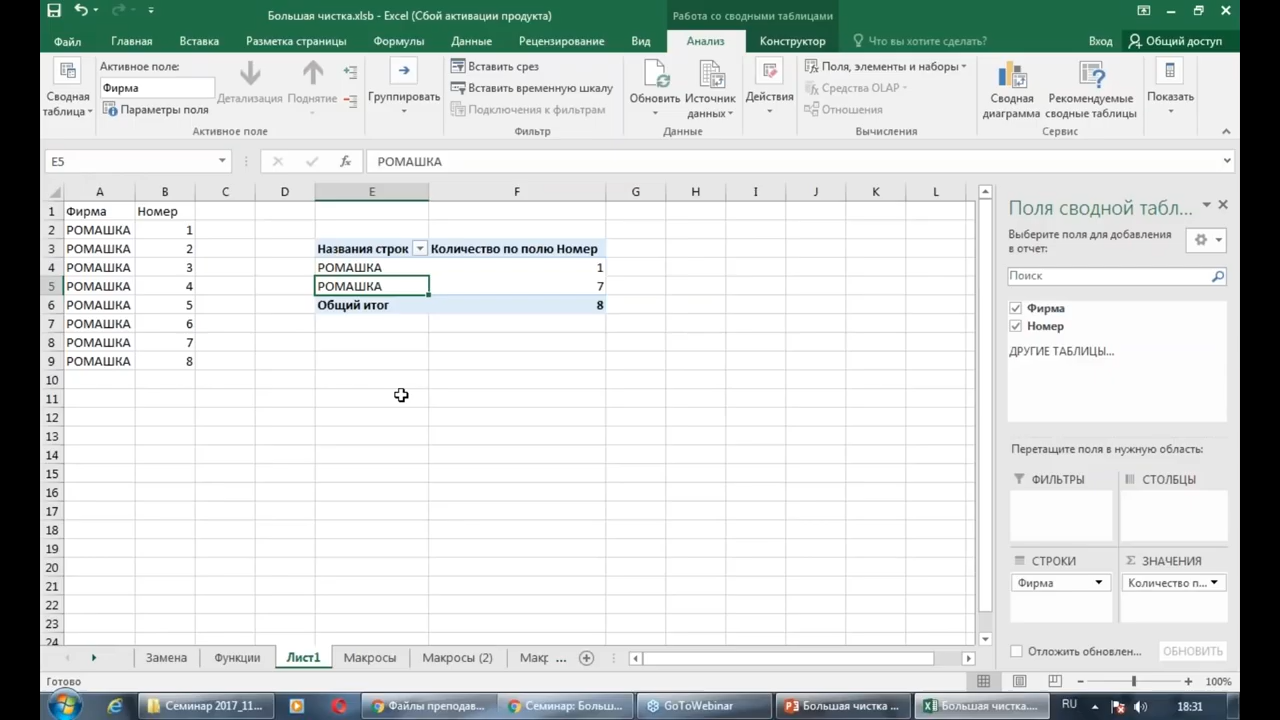 Большая чистка.xlsb - Excel (Сбой активации продукта)
Работа со сводными таблицами
Файл Главная Вставка Разметка страницы Формулы Данные Рецензирование Вид Анализ Конструктор Что вы хотите сделать? Вход Общий доступ
Сводная таблица
Активное поле:
Фирма
Параметры поля
Детализация Поднятие
Активное поле
Группировать
Вставить срез
Вставить временную шкалу
Подключения к фильтрам
Фильтр
Обновить
Источник данных
Данные
Действия
Поля, элементы и наборы
Средства OLAP
Отношения
Вычисления
Сводная диаграмма
Рекомендуемые сводные таблицы
Сервис
Показать
E5 fx РОМАШКА
A B C D E F G H I J K L
1 Фирма Номер
2 РОМАШКА 1
3 РОМАШКА 2 Названия строк Количество по полю Номер
4 РОМАШКА 3 РОМАШКА 1
5 РОМАШКА 4 РОМАШКА 7
6 РОМАШКА 5 Общий итог 8
7 РОМАШКА 6
8 РОМАШКА 7
9 РОМАШКА 8
10
11
12
13
14
15
16
17
18
19
20
21
22
23
24
Поля сводной табл...
Выберите поля для добавления
в отчет:
Поиск
Фирма
Номер
ДРУГИЕ ТАБЛИЦЫ...
Перетащите поля в нужную область:
ФИЛЬТРЫ СТОЛБЦЫ
СТРОКИ ЗНАЧЕНИЯ
Фирма Количество п...
Отложить обновлен... ОБНОВИТЬ
Замена Функции Лист1 Макросы Макросы (2) Макр ...
Готово 100%
Семинар 2017_11... Файлы преподав... Семинар: Больш... GoToWebinar Большая чистка... Большая чистка.... RU 18:31